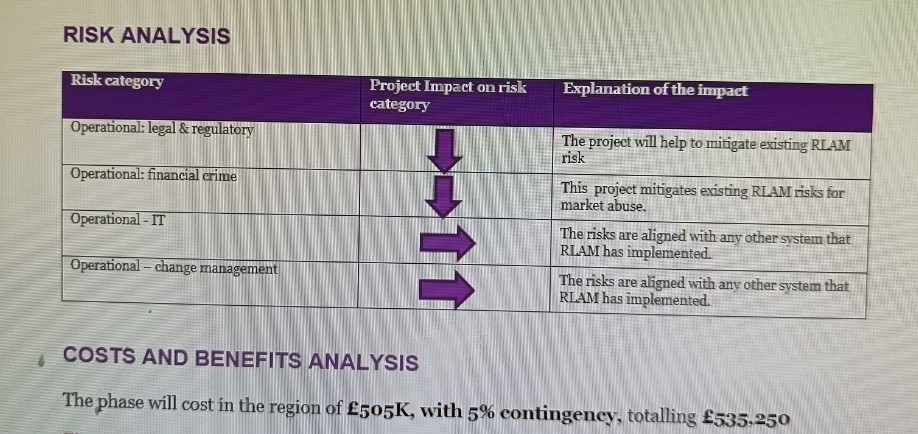 RISK ANALYSIS
Risk category
Project Impact on risk
category
Explanation of the impact
Operational: legal & regulatory
The project will help to mitigate existing RLAM
risk
Operational: financial crime
This project mitigates existing RLAM risks for
market abuse.
Operational - IT
The risks are aligned with any other system that
RLAM has implemented.
Operational – change management
The risks are aligned with any other system that
RLAM has implemented.
COSTS AND BENEFITS ANALYSIS
The phase will cost in the region of £505K, with 5% contingency, totalling £535,250